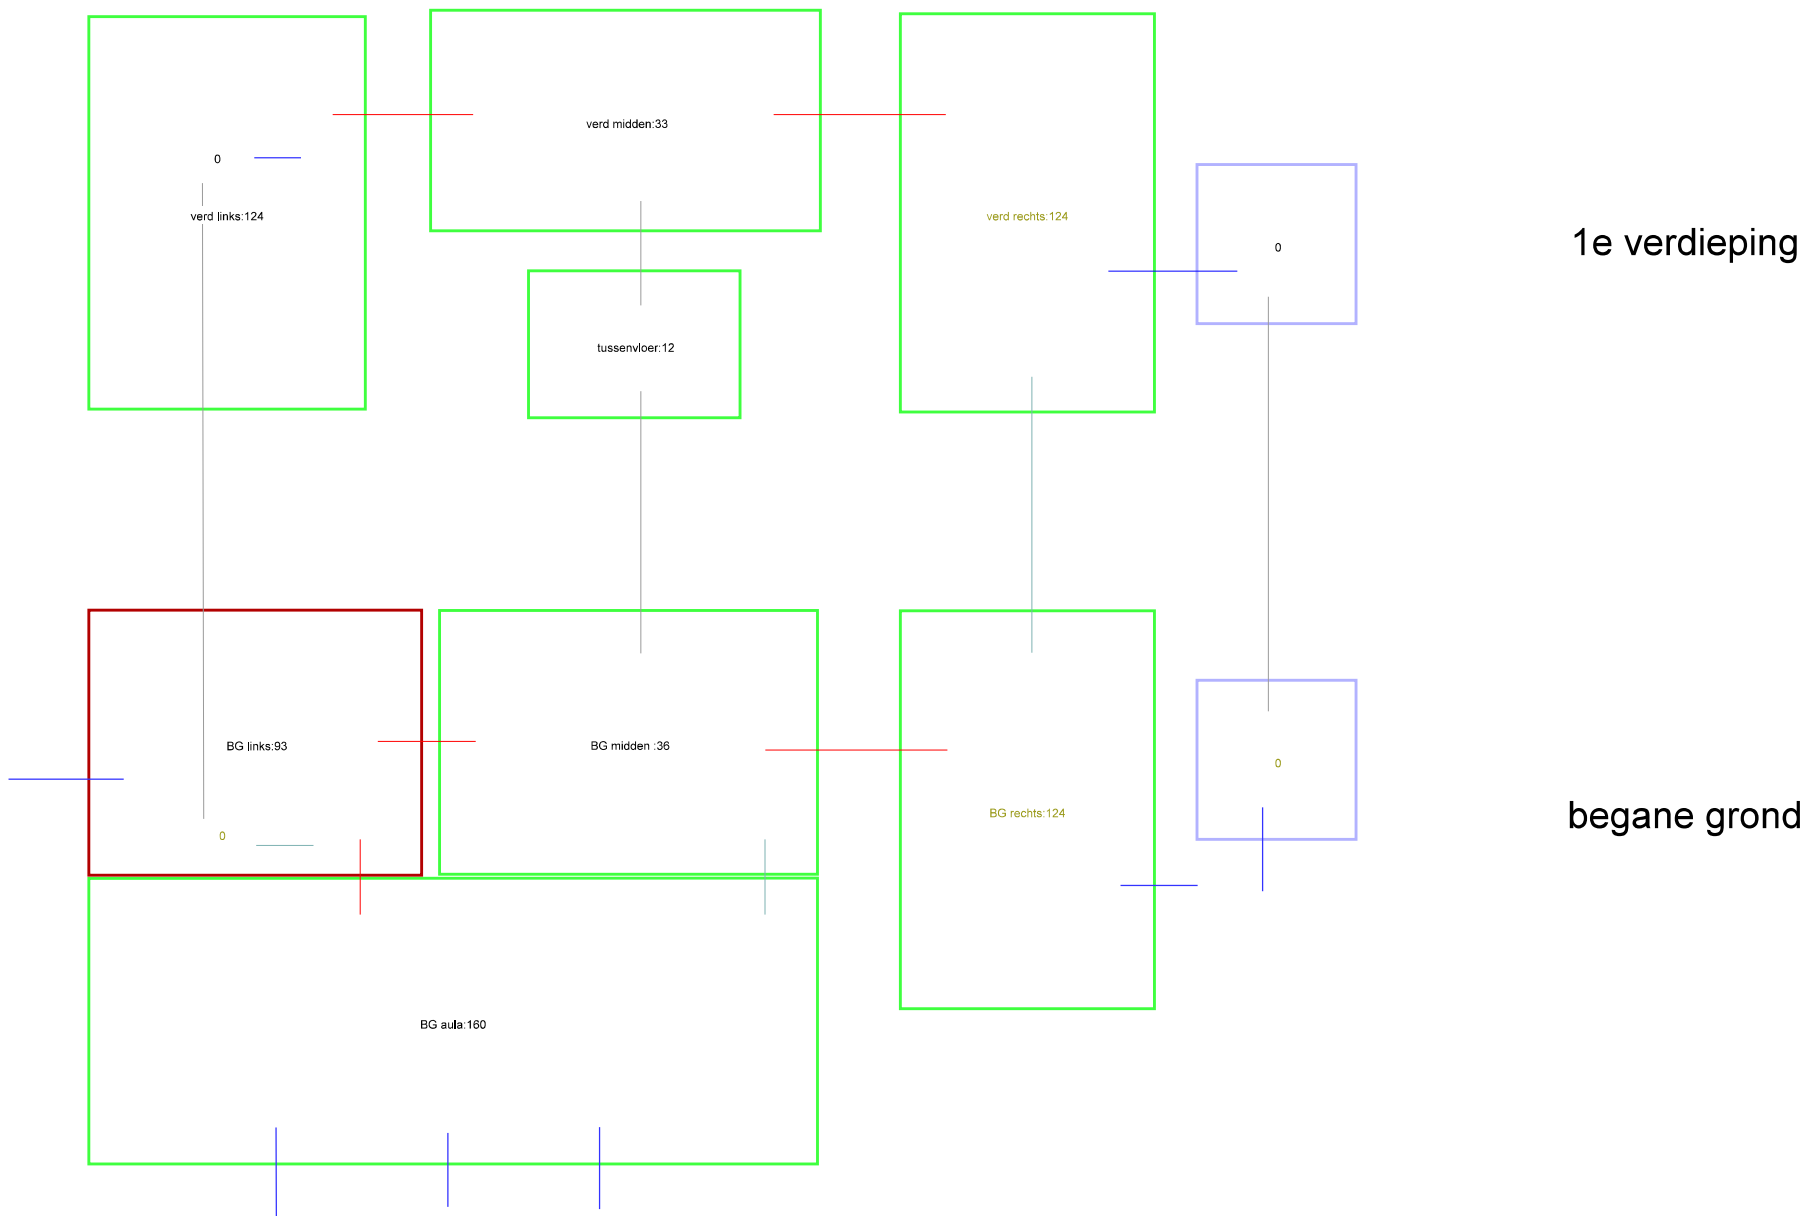 verd midden:33
0
verd links:124
verd rechts:124
0
1e verdieping
tussenvloer:12
BG links:93
BG midden :36
0
BG rechts:124
begane grond
0
BG aula:160